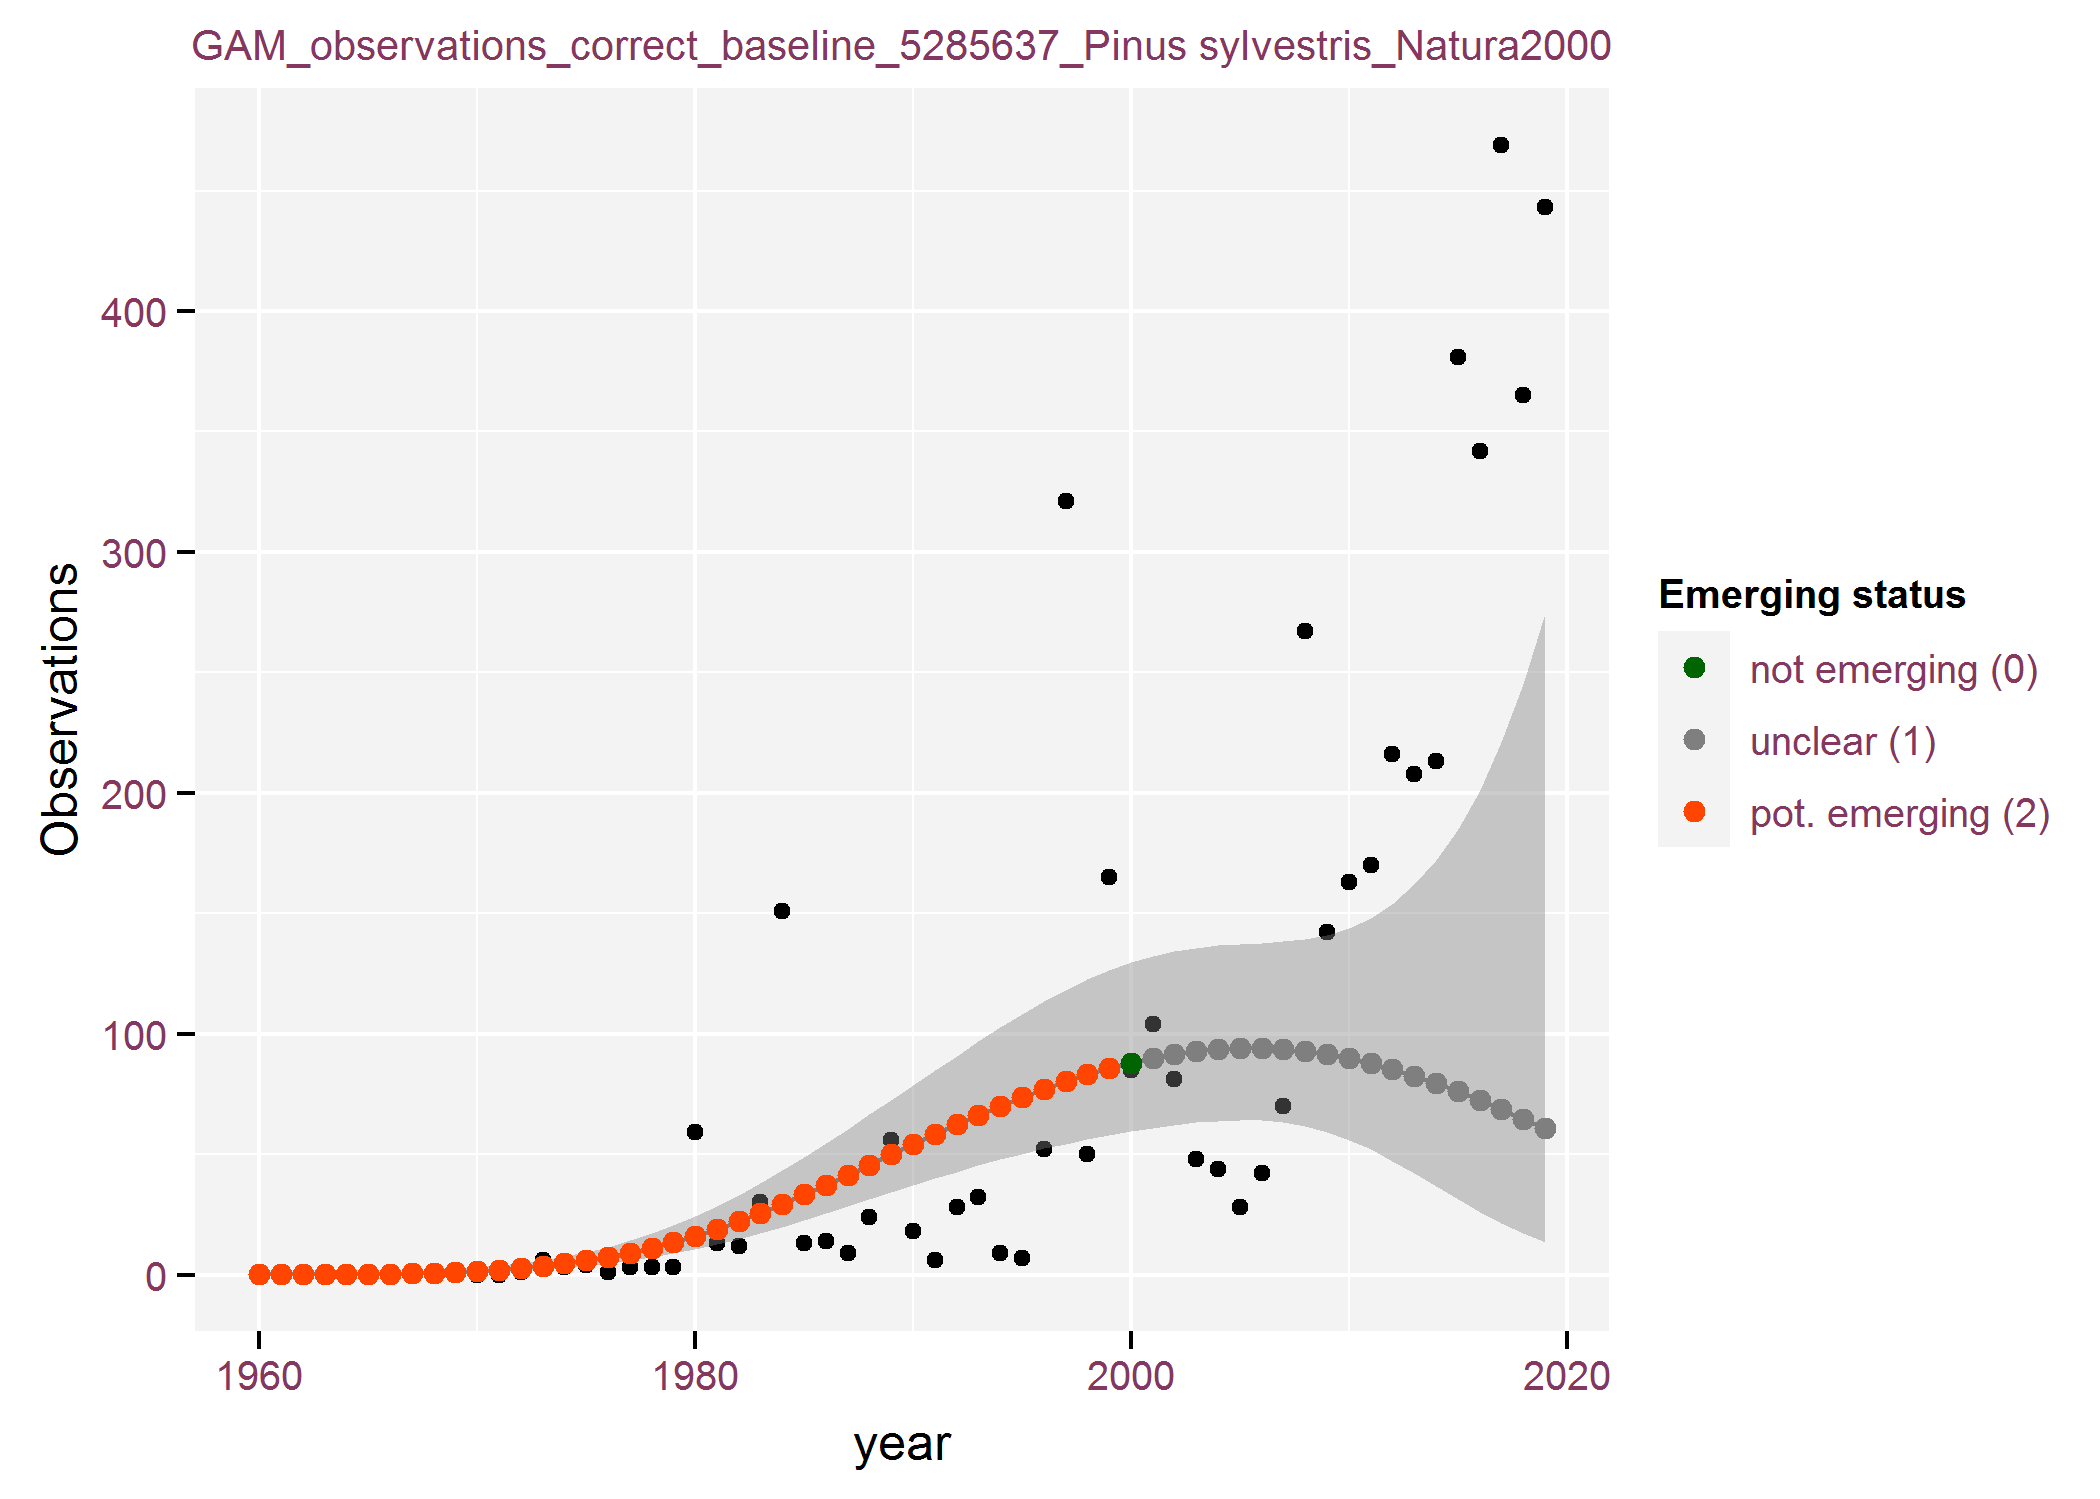 GAM_observations_correct_baseline_5285637_Pinus sylvestris_Natura2000
Observations
400
300
200
100
0
1960
1980
2000
2020
year
Emerging status
not emerging (0)
unclear (1)
pot. emerging (2)